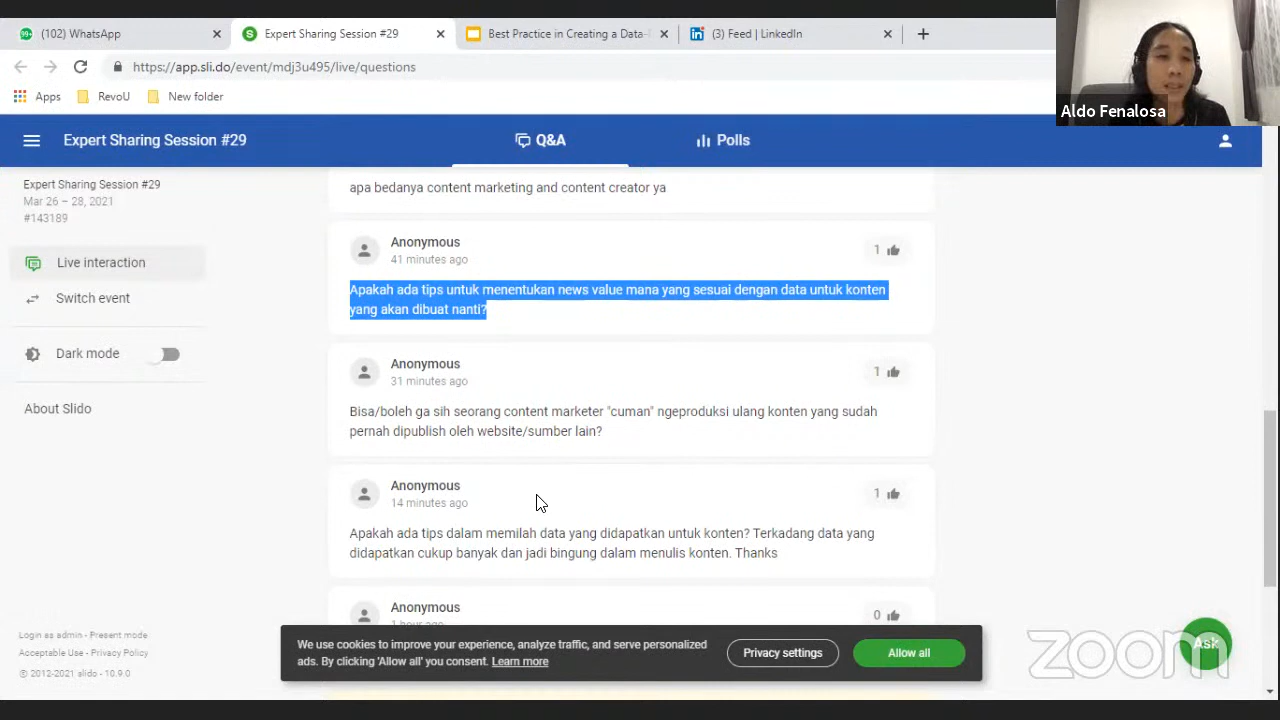 (102) WhatsApp
Expert Sharing Session #29
Best Practice in Creating a Data-
(3) Feed | LinkedIn
https://app.sli.do/event/mdj3u495/live/questions
Apps
RevoU
New folder
Aldo Fenalosa
Expert Sharing Session #29
Q&A
Polls
Expert Sharing Session #29
Mar 26 – 28, 2021
#143189
Live interaction
Switch event
Dark mode
About Slido
apa bedanya content marketing and content creator ya
Anonymous
41 minutes ago
1
Apakah ada tips untuk menentukan news value mana yang sesuai dengan data untuk konten
yang akan dibuat nanti?
Anonymous
31 minutes ago
1
Bisa/boleh ga sih seorang content marketer "cuman" ngeproduksi ulang konten yang sudah
pernah dipublish oleh website/sumber lain?
Anonymous
14 minutes ago
1
Apakah ada tips dalam memilah data yang didapatkan untuk konten? Terkadang data yang
didapatkan cukup banyak dan jadi bingung dalam menulis konten. Thanks
Anonymous
1 hour ago
0
We use cookies to improve your experience, analyze traffic, and serve personalized
ads. By clicking 'Allow all' you consent. Learn more
Privacy settings
Allow all
Login as admin - Present mode
Acceptable Use - Privacy Policy
© 2012-2021 slido - 10.9.0
Ask
zoom